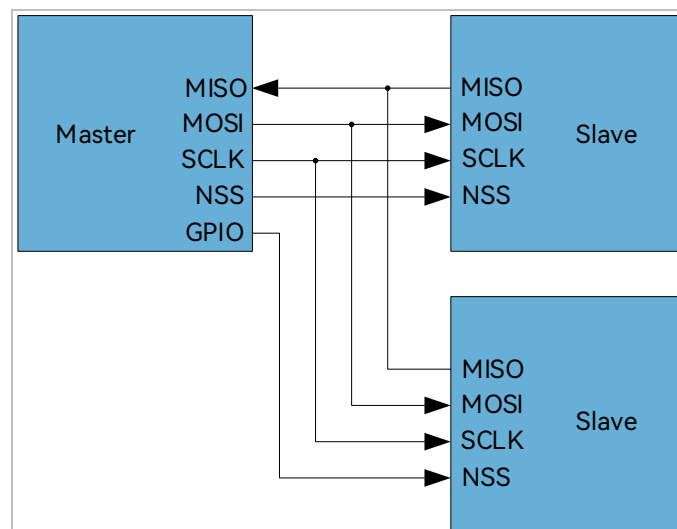 Master
MISO
MOSI
SCLK
NSS
GPIO
MISO
MOSI
SCLK
NSS
Slave
MISO
MOSI
SCLK
NSS
Slave